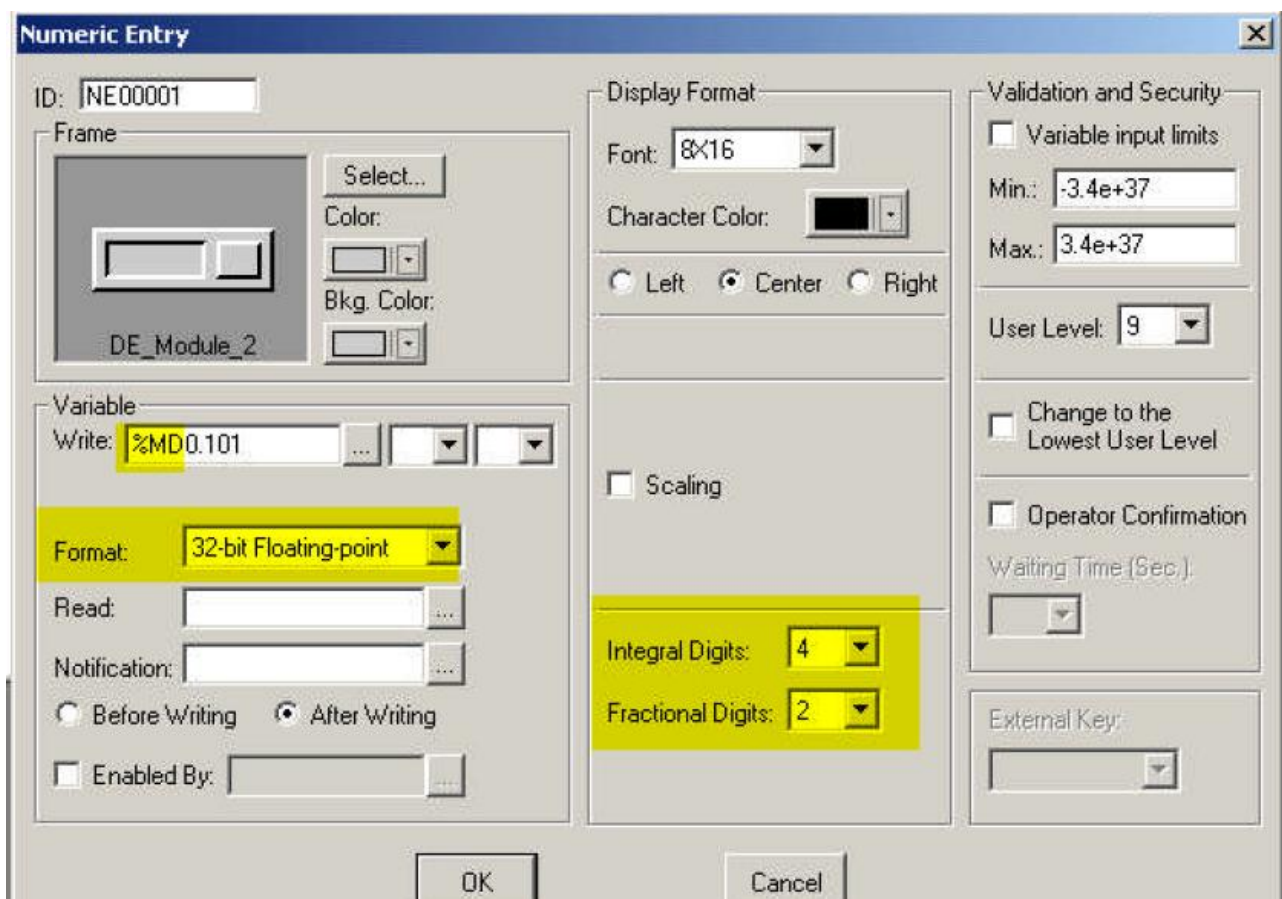 Numeric Entry
ID: NE00001
Frame
Select...
Color:
Bkg. Color:
DE_Module_2
Variable
Write: %MD0.101 ...
Format: 32-bit Floating-point
Read: ...
Notification: ...
Before Writing After Writing
Enabled By: ...
Display Format
Font: 8X16
Character Color:
Left Center Right
Scaling
Integral Digits: 4
Fractional Digits: 2
Validation and Security
Variable input limits
Min.: -3.4e+37
Max.: 3.4e+37
User Level: 9
Change to the
Lowest User Level
Operator Confirmation
Waiting Time (Sec.):
External Key:
OK Cancel